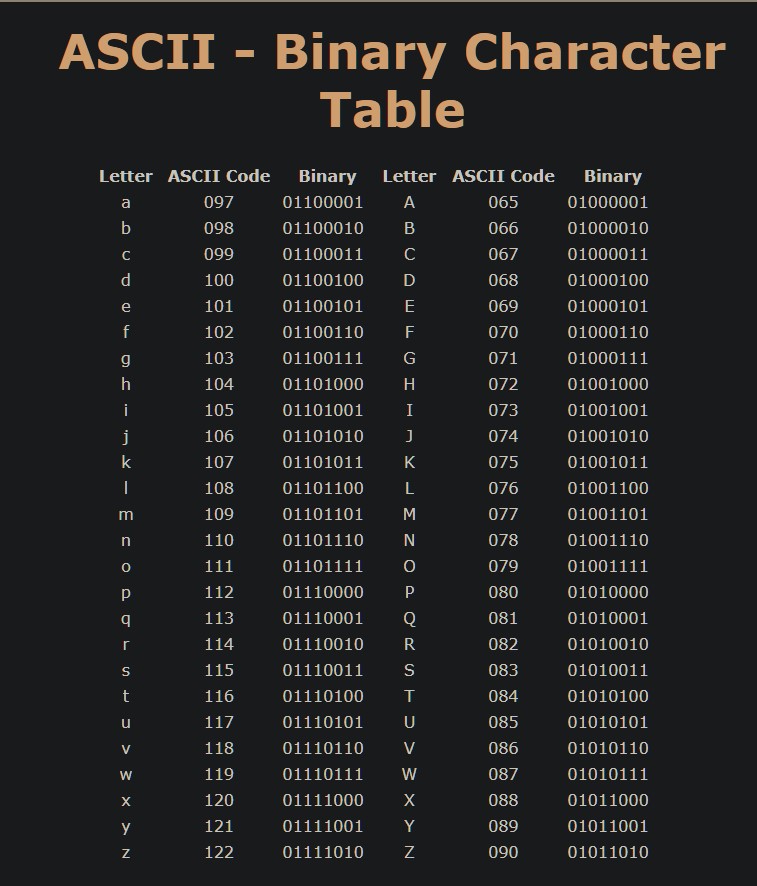 ASCII - Binary Character
Table
Letter ASCII Code Binary Letter ASCII Code Binary
a 097 01100001 A 065 01000001
b 098 01100010 B 066 01000010
c 099 01100011 C 067 01000011
d 100 01100100 D 068 01000100
e 101 01100101 E 069 01000101
f 102 01100110 F 070 01000110
g 103 01100111 G 071 01000111
h 104 01101000 H 072 01001000
i 105 01101001 I 073 01001001
j 106 01101010 J 074 01001010
k 107 01101011 K 075 01001011
l 108 01101100 L 076 01001100
m 109 01101101 M 077 01001101
n 110 01101110 N 078 01001110
o 111 01101111 O 079 01001111
p 112 01110000 P 080 01010000
q 113 01110001 Q 081 01010001
r 114 01110010 R 082 01010010
s 115 01110011 S 083 01010011
t 116 01110100 T 084 01010100
u 117 01110101 U 085 01010101
v 118 01110110 V 086 01010110
w 119 01110111 W 087 01010111
x 120 01111000 X 088 01011000
y 121 01111001 Y 089 01011001
z 122 01111010 Z 090 01011010